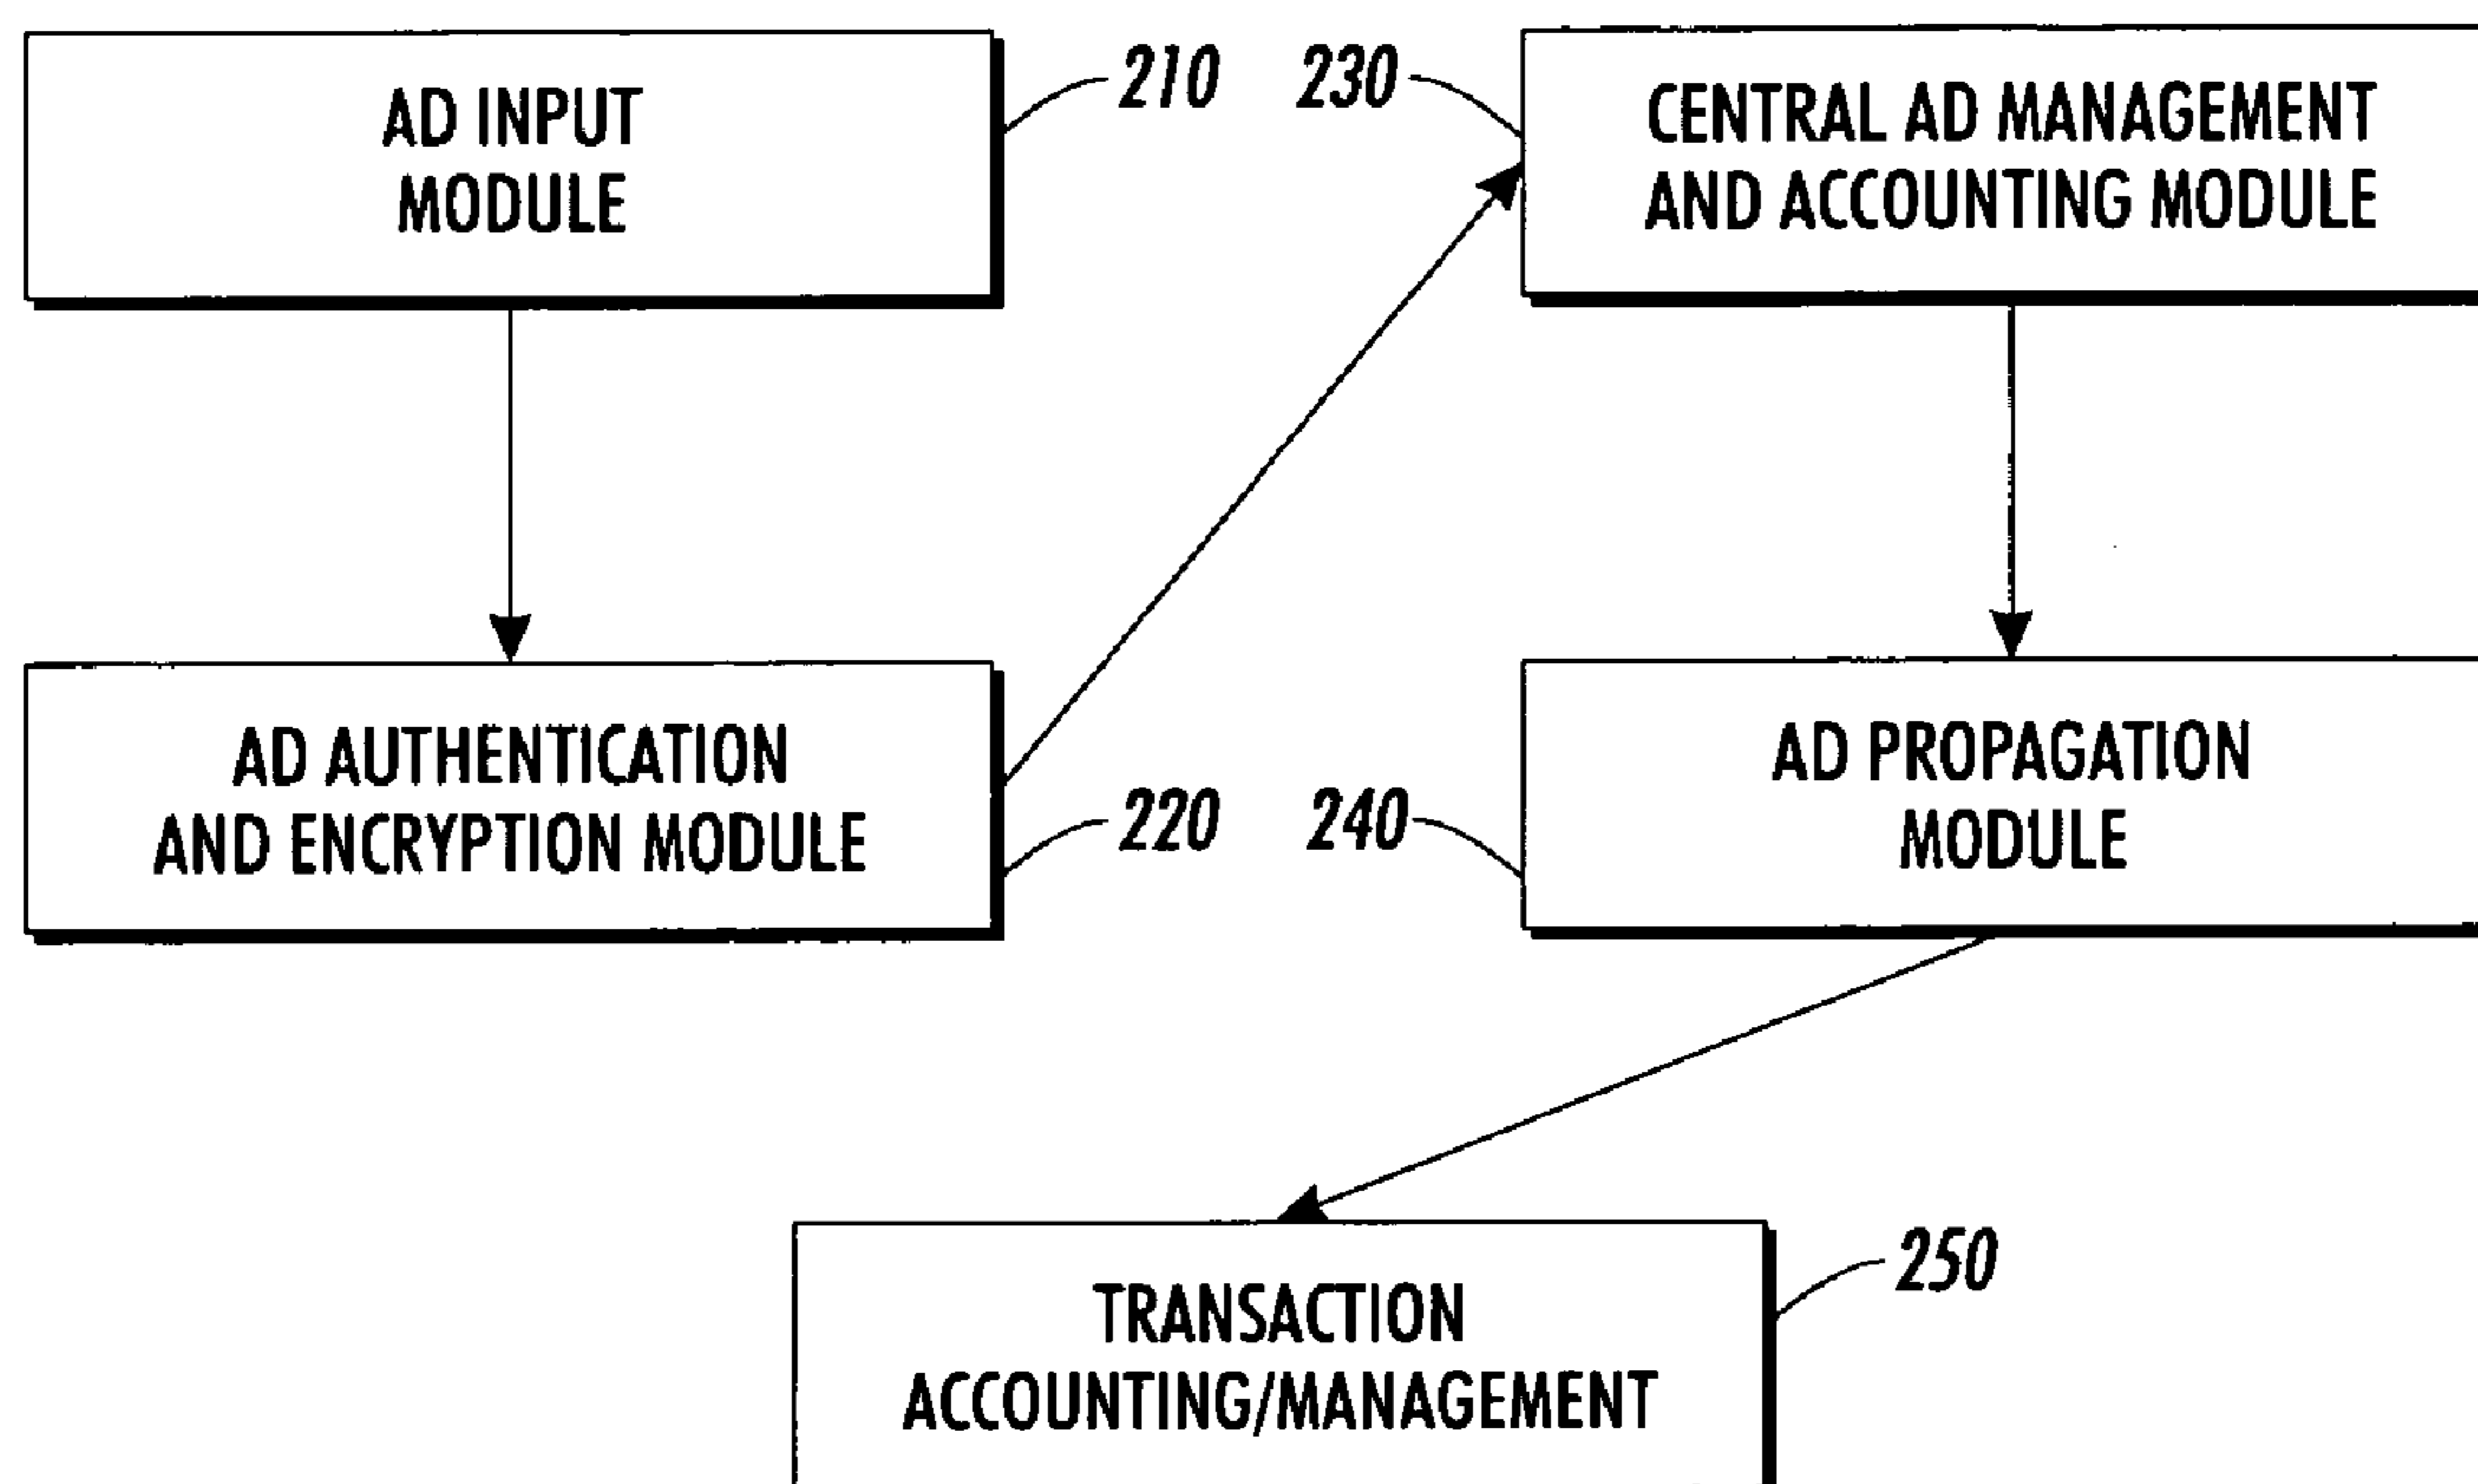 AD INPUT
MODULE
210
230
CENTRAL AD MANAGEMENT
AND ACCOUNTING MODULE
AD AUTHENTICATION
AND ENCRYPTION MODULE
220
240
AD PROPAGATION
MODULE
TRANSACTION
ACCOUNTING/MANAGEMENT
250